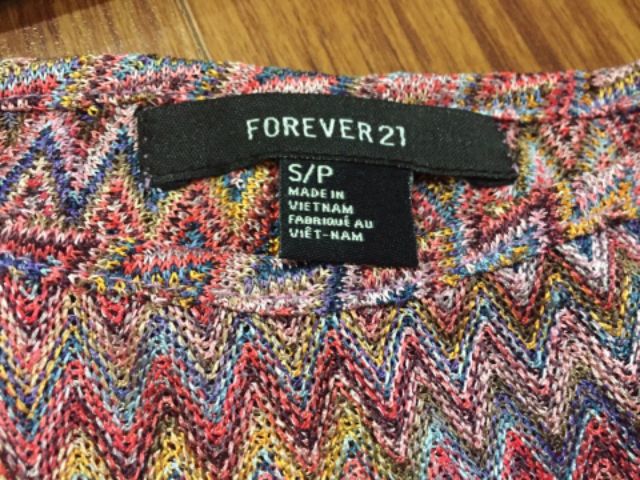 FOREVER 21
S/P
MADE IN
VIETNAM
FABRIQUÉ AU
VIÊT-NAM